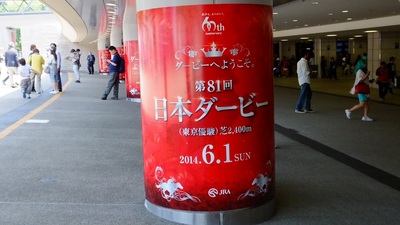 60th
ダービーへようこそ。
第81回
日本ダービー
(東京優駿)芝2,400m
2014.6.1 SUN
JRA